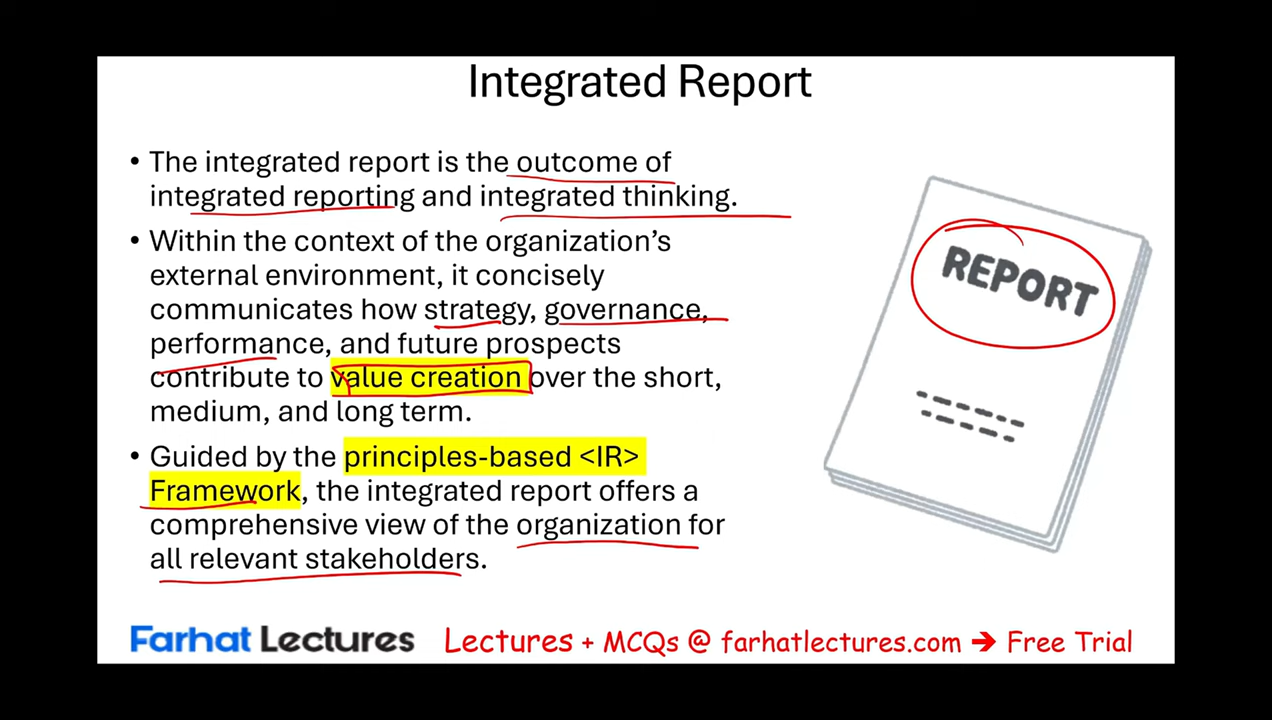 Integrated Report
• The integrated report is the outcome of
integrated reporting and integrated thinking.
• Within the context of the organization's
external environment, it concisely
communicates how strategy, governance,
performance, and future prospects
contribute to value creation over the short,
medium, and long term.
• Guided by the principles-based <IR>
Framework, the integrated report offers a
comprehensive view of the organization for
all relevant stakeholders.
REPORT
Farhat Lectures Lectures + MCQs @ farhatlectures.com → Free Trial